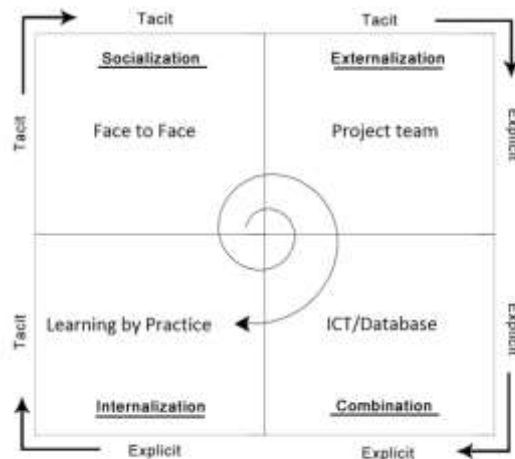 Tacit
Tacit
Socialization
Externalization
Tacit
Explicit
Face to Face
Project team
Learning by Practice
ICT/Database
Tacit
Explicit
Internalization
Combination
Explicit
Explicit